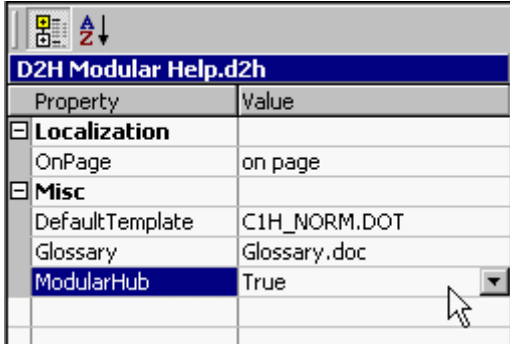 A
Z
D2H Modular Help.d2h
Property Value
Localization
OnPage on page
Misc
DefaultTemplate C1H_NORM.DOT
Glossary Glossary.doc
ModularHub True